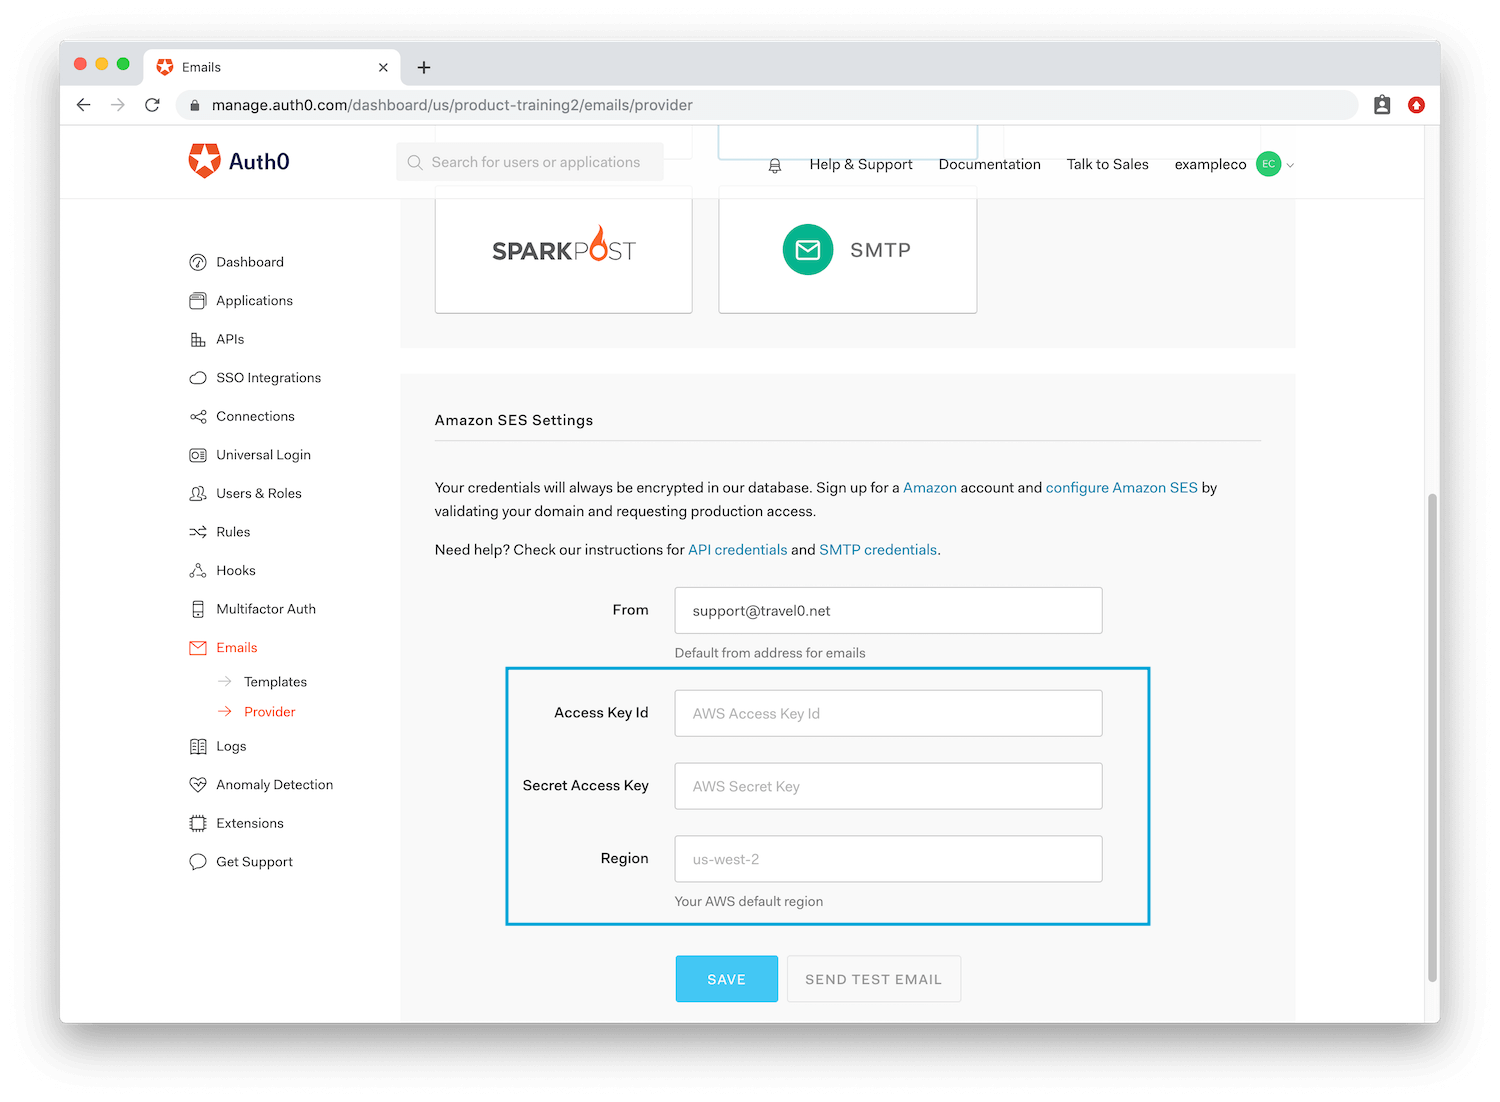 Emails
manage.auth0.com/dashboard/us/product-training2/emails/provider
Auth0
Search for users or applications
Help & Support
Documentation
Talk to Sales
exampleco
EC
Dashboard
Applications
APIs
SSO Integrations
Connections
Universal Login
Users & Roles
Rules
Hooks
Multifactor Auth
Emails
Templates
Provider
Logs
Anomaly Detection
Extensions
Get Support
SPARKPOST
SMTP
Amazon SES Settings
Your credentials will always be encrypted in our database. Sign up for a Amazon account and configure Amazon SES by
validating your domain and requesting production access.
Need help? Check our instructions for API credentials and SMTP credentials.
From
support@travel0.net
Default from address for emails
Access Key Id
AWS Access Key Id
Secret Access Key
AWS Secret Key
Region
us-west-2
Your AWS default region
SAVE
SEND TEST EMAIL